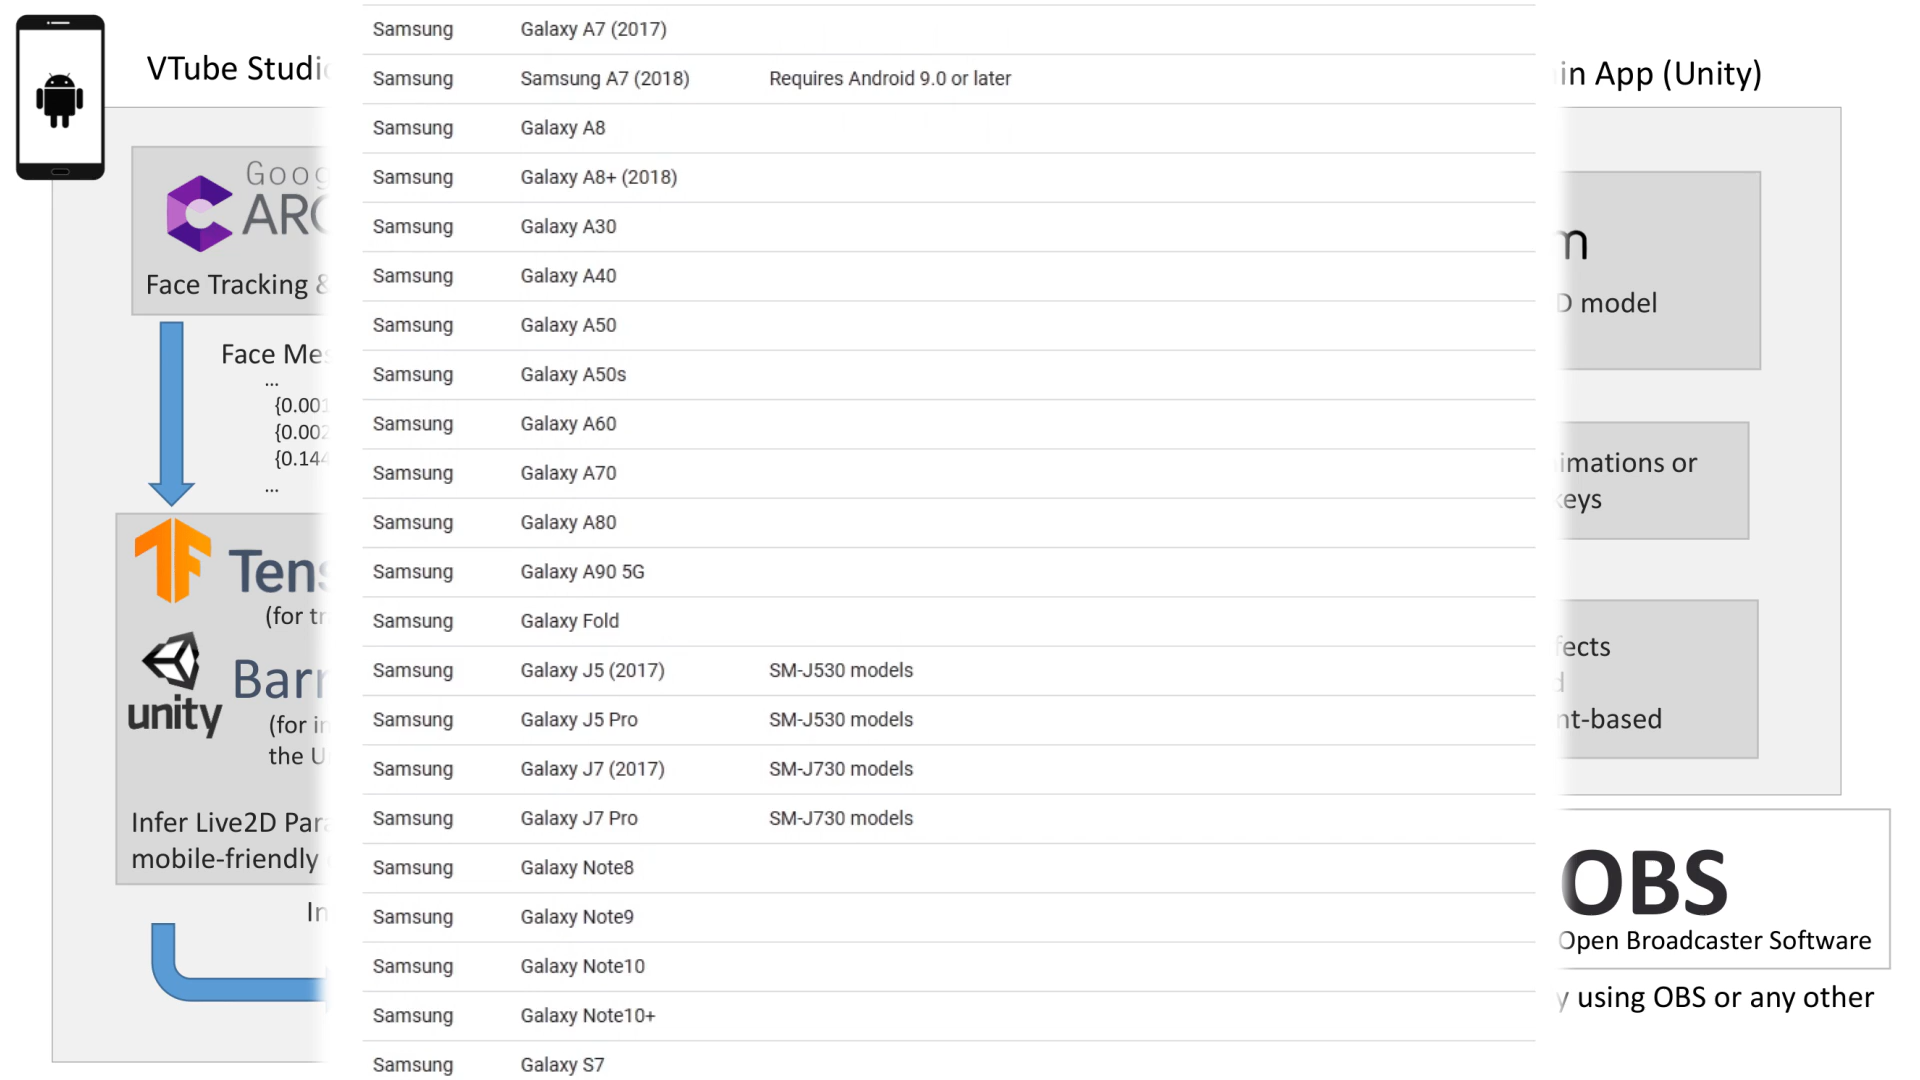 VTube Studio
Goog
ARC
Face Tracking &
Face Mes
...
{0.001
{0.002
{0.144
...
Tens
(for tr
unity
Barr
(for in
the U
Infer Live2D Para
mobile-friendly
In
Samsung Galaxy A7 (2017)
Samsung Samsung A7 (2018) Requires Android 9.0 or later
Samsung Galaxy A8
Samsung Galaxy A8+ (2018)
Samsung Galaxy A30
Samsung Galaxy A40
Samsung Galaxy A50
Samsung Galaxy A50s
Samsung Galaxy A60
Samsung Galaxy A70
Samsung Galaxy A80
Samsung Galaxy A90 5G
Samsung Galaxy Fold
Samsung Galaxy J5 (2017) SM-J530 models
Samsung Galaxy J5 Pro SM-J530 models
Samsung Galaxy J7 (2017) SM-J730 models
Samsung Galaxy J7 Pro SM-J730 models
Samsung Galaxy Note8
Samsung Galaxy Note9
Samsung Galaxy Note10
Samsung Galaxy Note10+
Samsung Galaxy S7
in App (Unity)
m
D model
imations or
keys
fects
d
nt-based
OBS
Open Broadcaster Software
y using OBS or any other